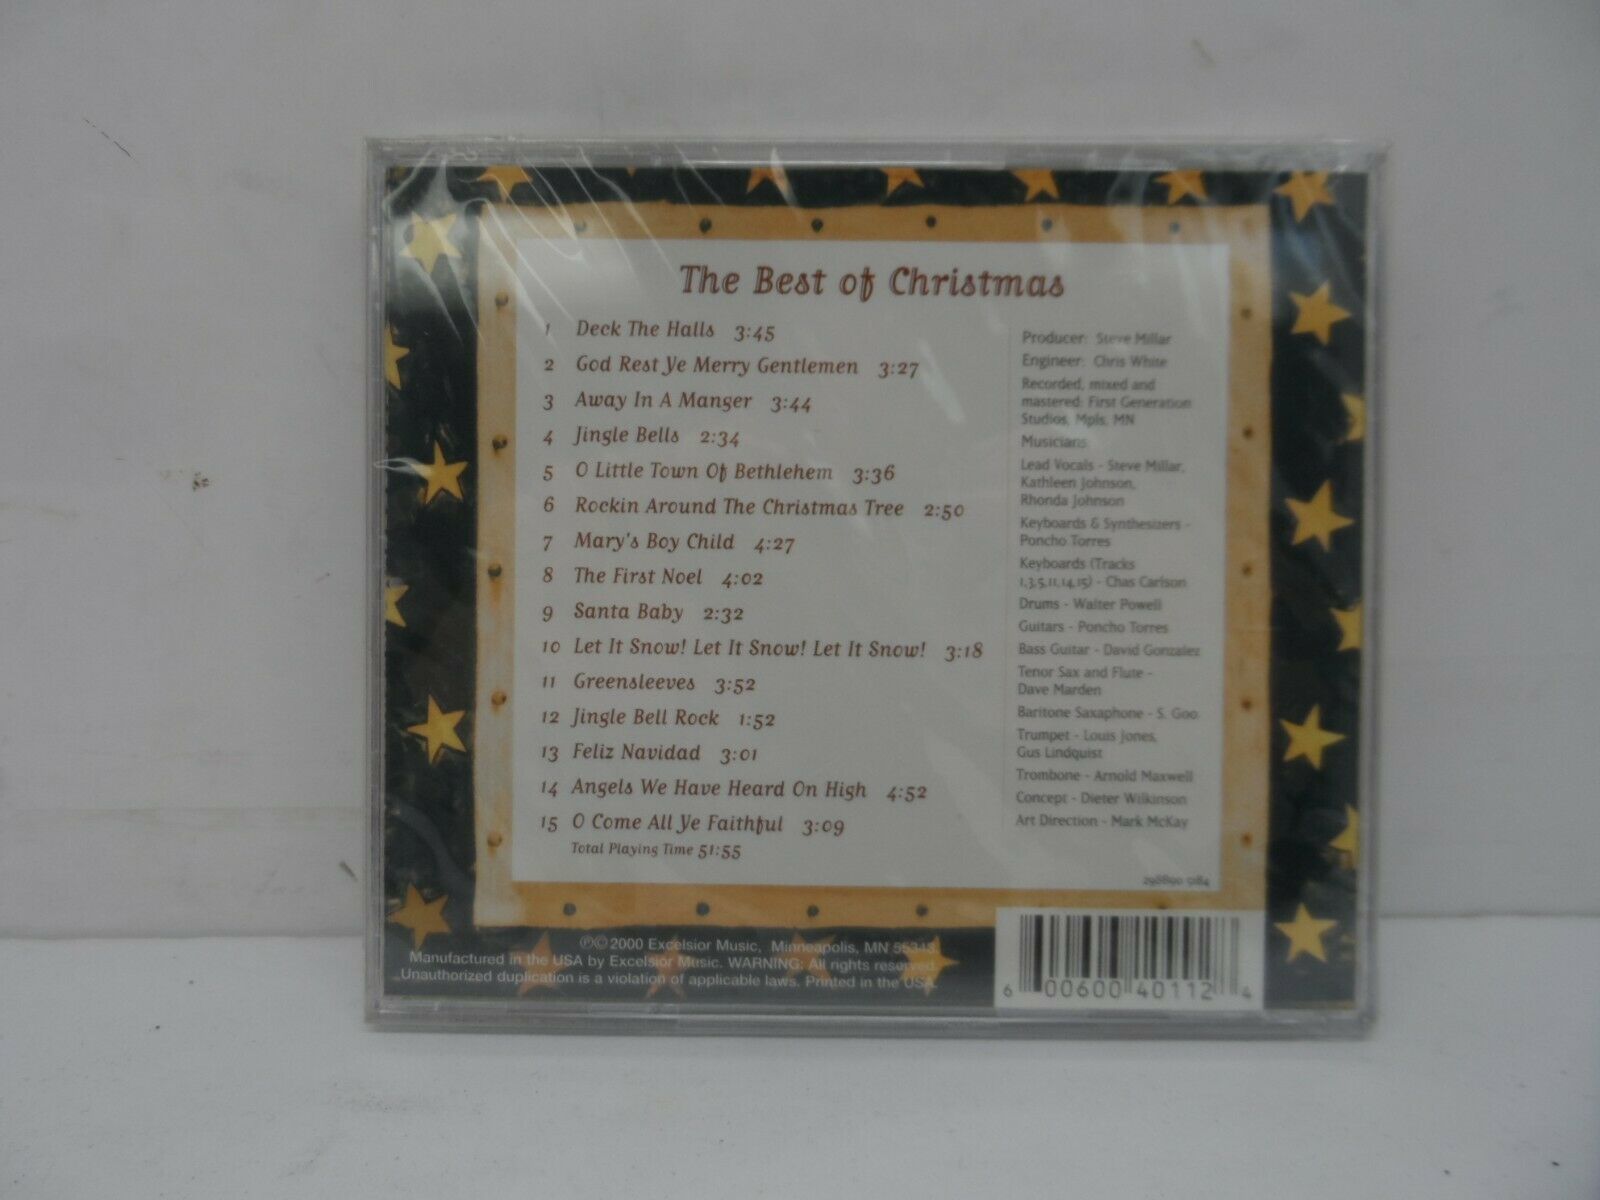 The Best of Christmas
1 Deck The Halls 3:45
2 God Rest Ye Merry Gentlemen 3:27
3 Away In A Manger 3:44
4 Jingle Bells 2:34
5 O Little Town Of Bethlehem 3:36
6 Rockin Around The Christmas Tree 2:50
7 Mary's Boy Child 4:27
8 The First Noel 4:02
9 Santa Baby 2:32
10 Let It Snow! Let It Snow! Let It Snow! 3:18
11 Greensleeves 3:52
12 Jingle Bell Rock 1:52
13 Feliz Navidad 3:01
14 Angels We Have Heard On High 4:52
15 O Come All Ye Faithful 3:09
Total Playing Time 51:55
Producer: Steve Millar
Engineer: Chris White
Recorded, mixed and
mastered: First Generation
Studios, Mpls, MN
Musicians:
Lead Vocals - Steve Millar,
Kathleen Johnson,
Rhonda Johnson
Keyboards & Synthesizers -
Poncho Torres
Keyboards (Tracks
1,3,5,11,14,15) - Chas Carlson
Drums - Walter Powell
Guitars - Poncho Torres
Bass Guitar - David Gonzalez
Tenor Sax and Flute -
Dave Marden
Baritone Saxaphone - S. Goo
Trumpet - Louis Jones,
Gus Lindquist
Trombone - Arnold Maxwell
Concept - Dieter Wilkinson
Art Direction - Mark McKay
298890 5184
℗© 2000 Excelsior Music, Minneapolis, MN 55343.
Manufactured in the USA by Excelsior Music. WARNING: All rights reserved.
Unauthorized duplication is a violation of applicable laws. Printed in the USA.
6 00600 40112 4